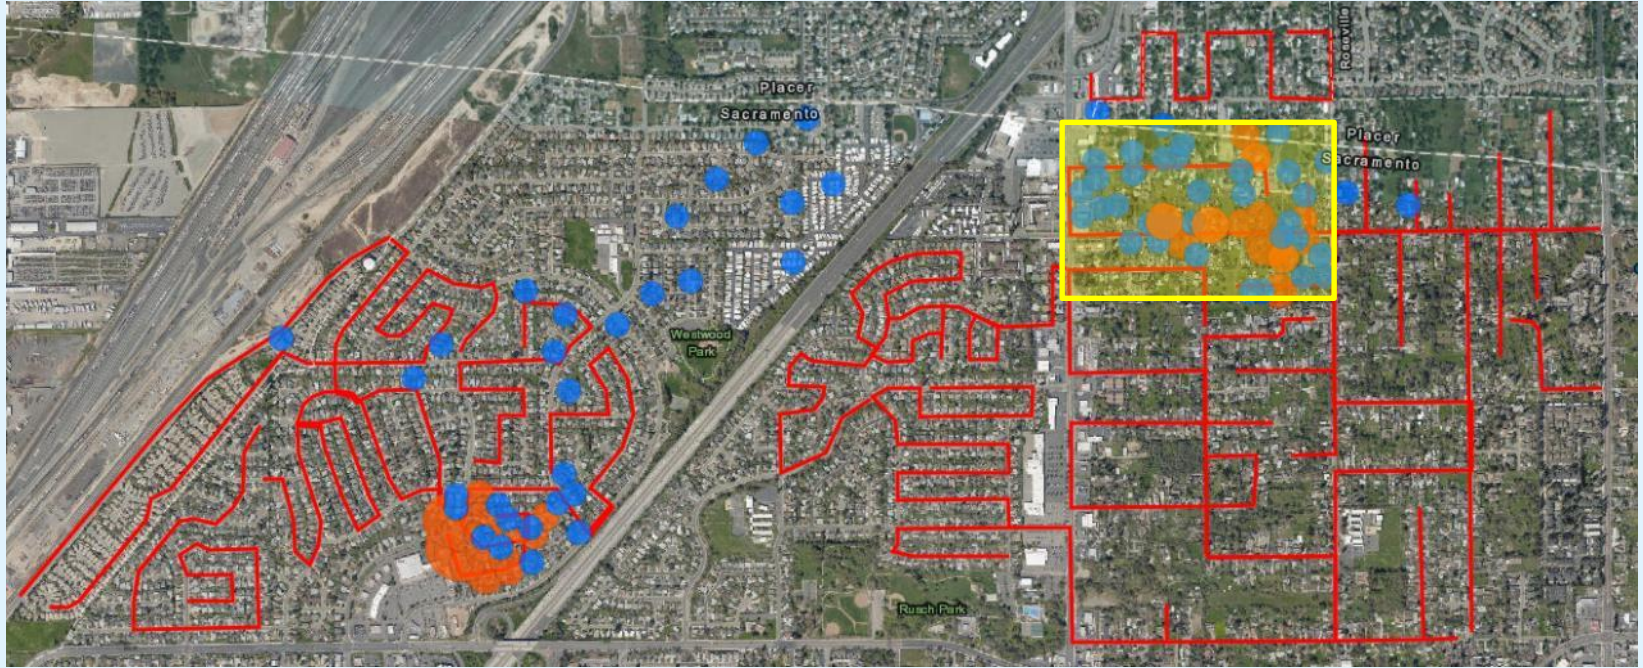 Roseville
Placer
Sacramento
Placer
Sacramento
Westwood
Park
Rusch Park